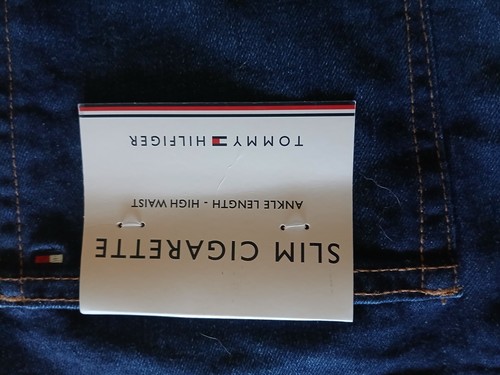 SLIM CIGARETTE
ANKLE LENGTH - HIGH WAIST
TOMMY HILFIGER